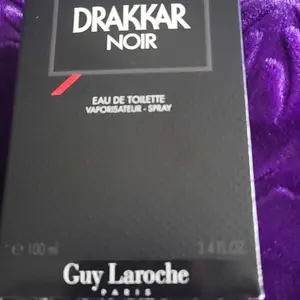 DRAKKAR
NOIR
EAU DE TOILETTE
VAPORISATEUR - SPRAY
℮ 100 ml 3.4 FL.OZ.
Guy Laroche
PARIS